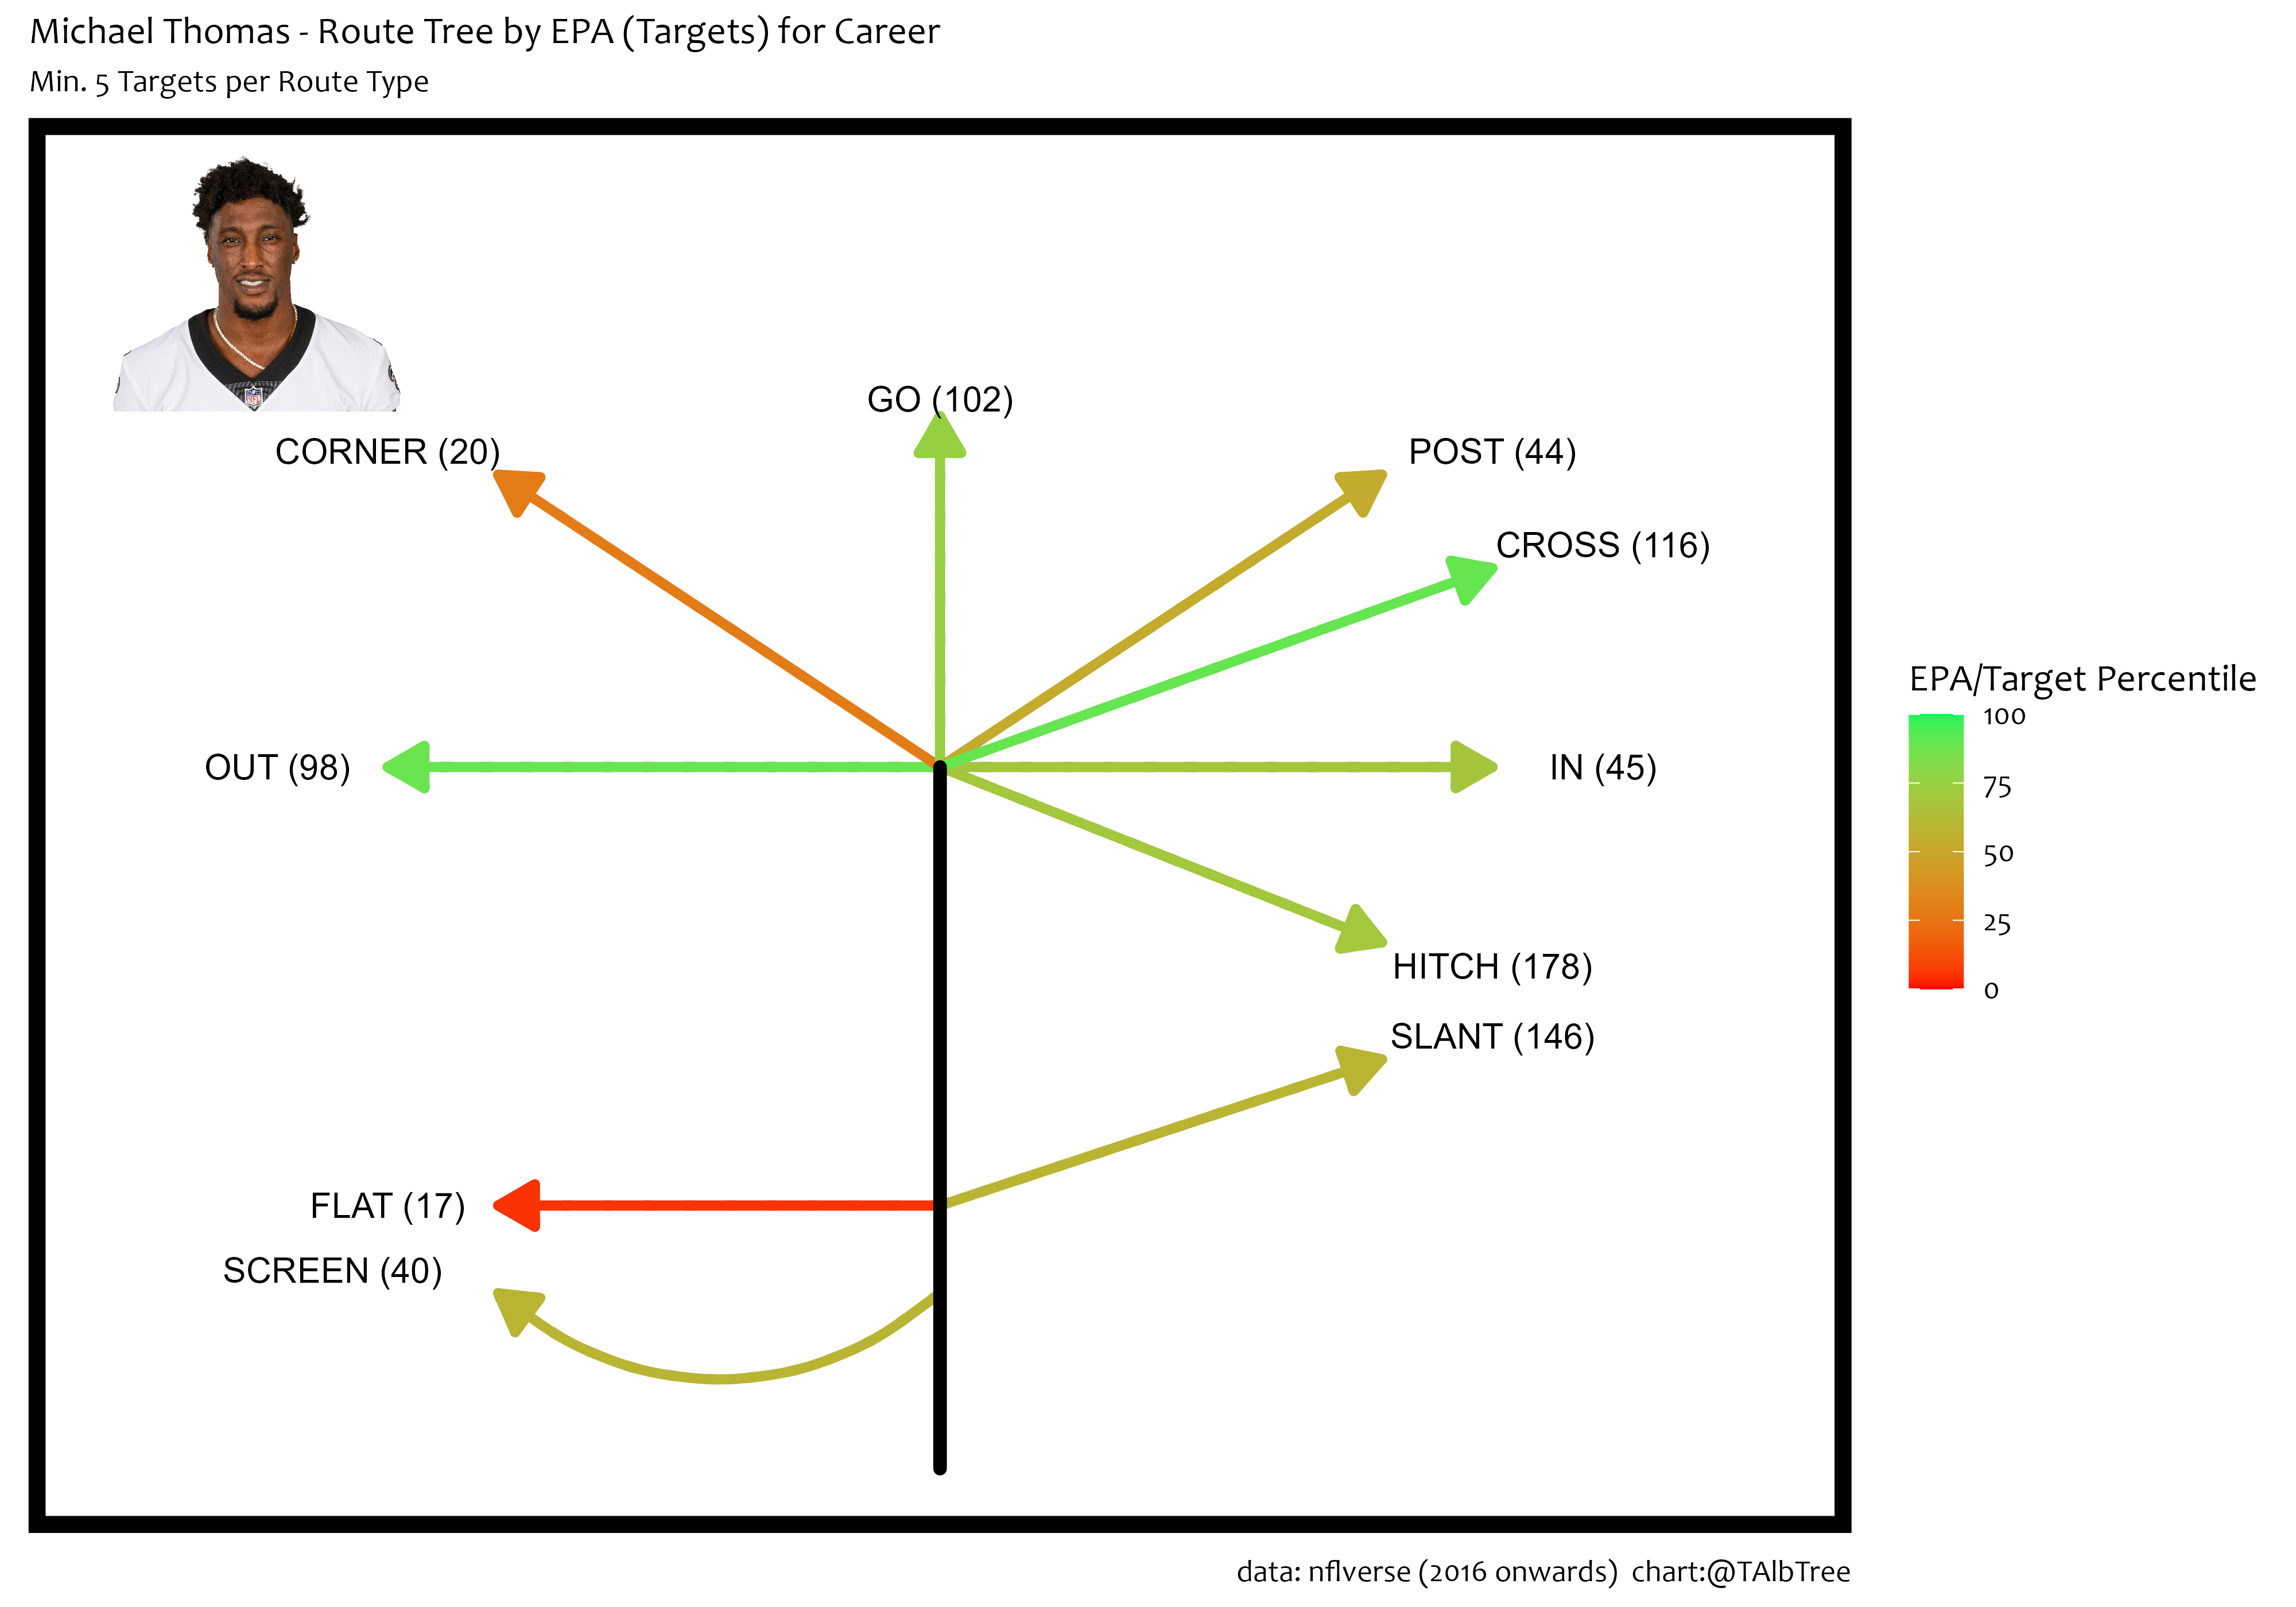 Michael Thomas - Route Tree by EPA (Targets) for Career
Min. 5 Targets per Route Type
GO (102)
CORNER (20)
POST (44)
CROSS (116)
OUT (98)
IN (45)
HITCH (178)
SLANT (146)
FLAT (17)
SCREEN (40)
EPA/Target Percentile
100
75
50
25
0
NFL
data: nflverse (2016 onwards)  chart:@TAlbTree